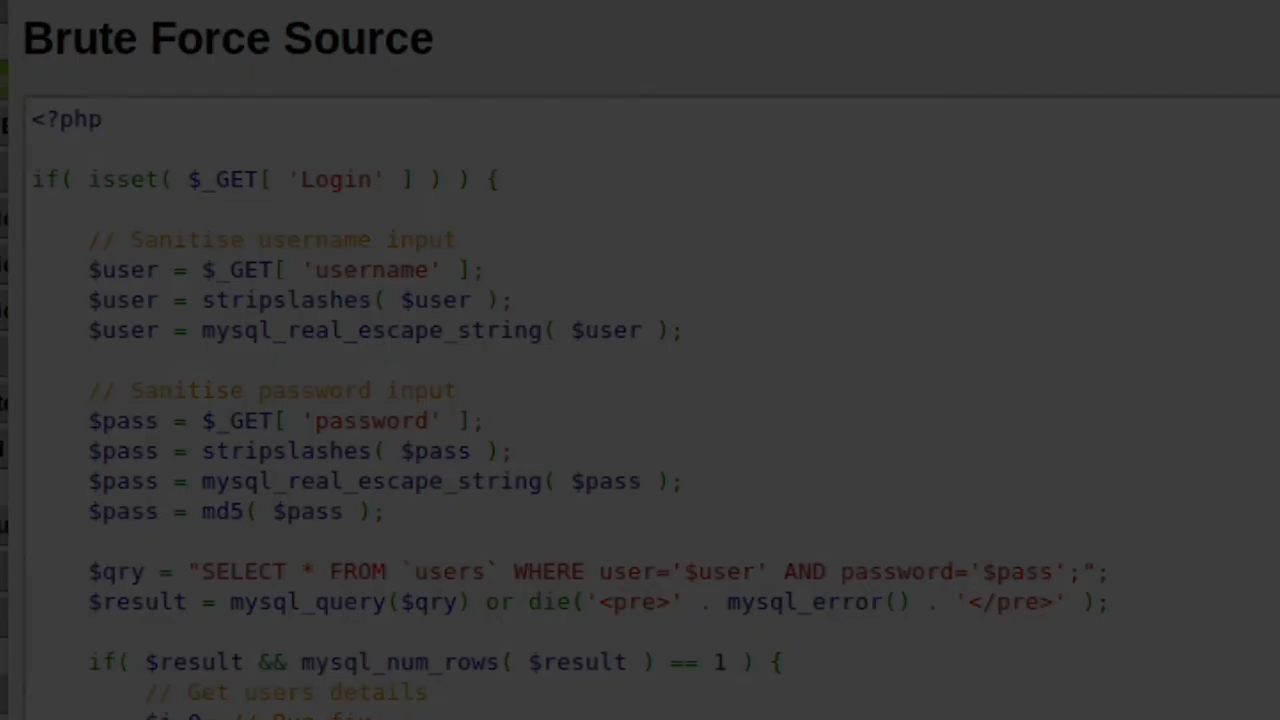 Brute Force Source
<?php
if( isset( $_GET[ 'Login' ] ) ) {
// Sanitise username input
$user = $_GET[ 'username' ];
$user = stripslashes( $user );
$user = mysql_real_escape_string( $user );
// Sanitise password input
$pass = $_GET[ 'password' ];
$pass = stripslashes( $pass );
$pass = mysql_real_escape_string( $pass );
$pass = md5( $pass );
$qry = "SELECT * FROM `users` WHERE user='$user' AND password='$pass';";
$result = mysql_query($qry) or die('<pre>' . mysql_error() . '</pre>' );
if( $result && mysql_num_rows( $result ) == 1 ) {
// Get users details